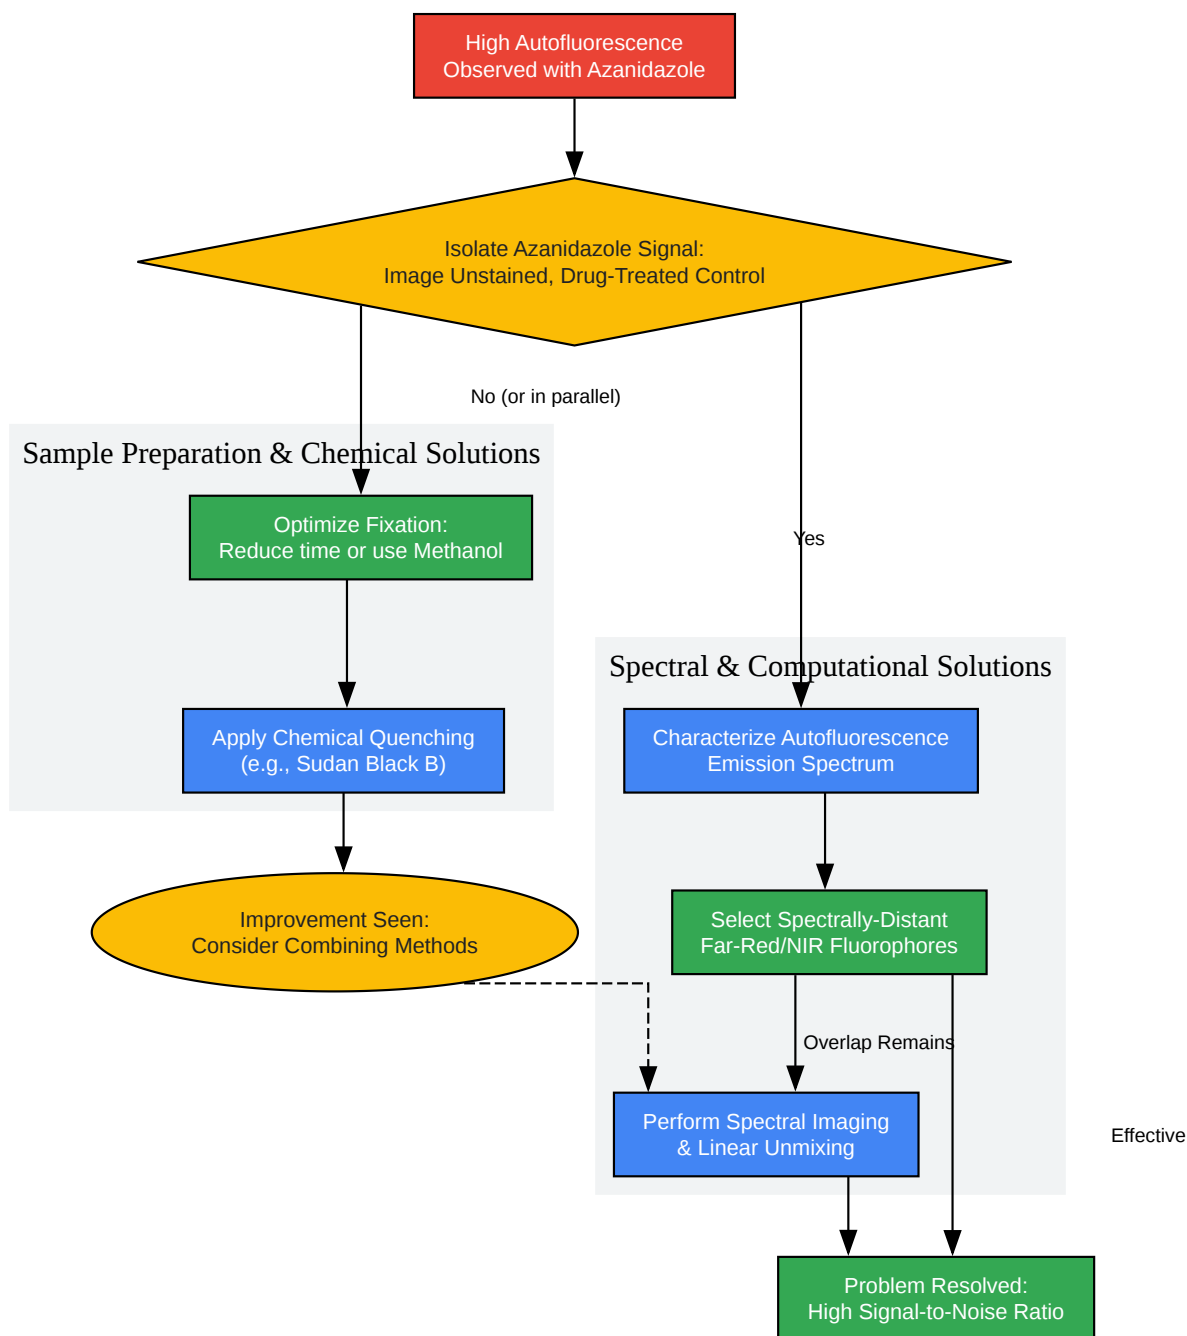 High Autofluorescence
Observed with Azanidazole
Isolate Azanidazole Signal:
Image Unstained, Drug-Treated Control
No (or in parallel)
Sample Preparation & Chemical Solutions
Optimize Fixation:
Reduce time or use Methanol
Yes
Spectral & Computational Solutions
Apply Chemical Quenching
(e.g., Sudan Black B)
Characterize Autofluorescence
Emission Spectrum
Improvement Seen:
Consider Combining Methods
Select Spectrally-Distant
Far-Red/NIR Fluorophores
Overlap Remains
Perform Spectral Imaging
& Linear Unmixing
Effective
Problem Resolved:
High Signal-to-Noise Ratio